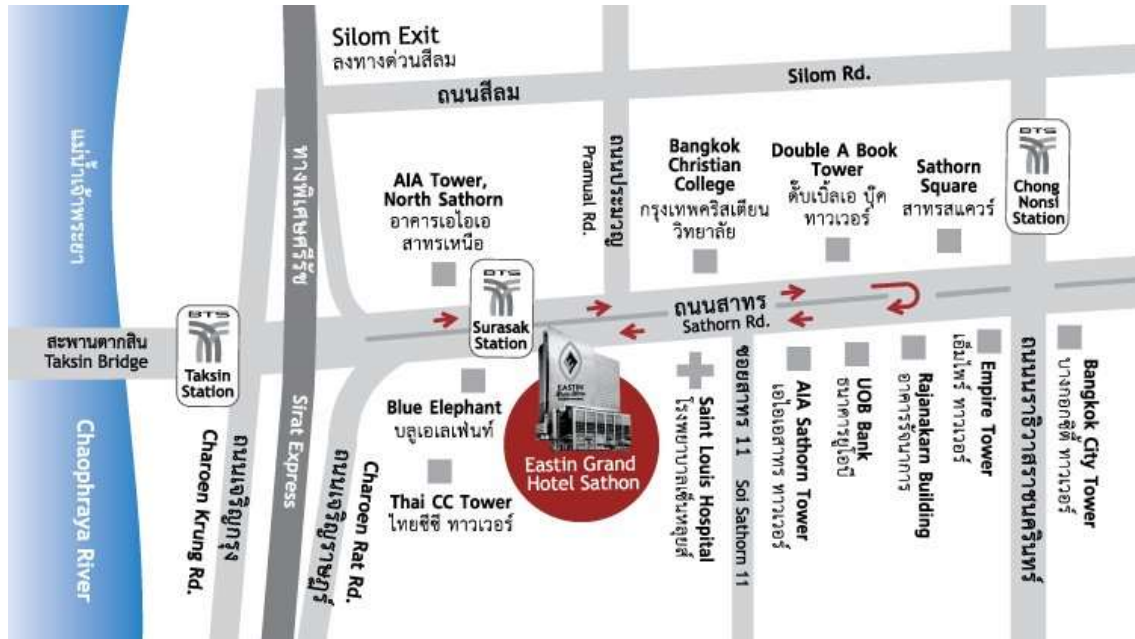 Silom Exit
ลงทางด่วนสีลม
Silom Rd.
ถนนสีลม
แม่น้ำเจ้าพระยา
Chaophraya River
ทางพิเศษศรีรัช
Sirat Express
AIA Tower,
North Sathorn
อาคารเอไอเอ
สาทรเหนือ
Pramual Rd.
ถนนประมวญ
Bangkok
Christian
College
กรุงเทพคริสเตียน
วิทยาลัย
Double A Book
Tower
ดั๊บเบิ้ลเอ บุ๊ค
ทาวเวอร์
Sathorn
Square
สาทรสแควร์
BTS
Chong
Nonsi
Station
BTS
Surasak
Station
ถนนสาทร
Sathorn Rd.
สะพานตากสิน
Taksin Bridge
BTS
Taksin
Station
Charoen Krung Rd.
ถนนเจริญกรุง
ถนนเจริญราษฎร์
Charoen Rat Rd.
Blue Elephant
บลูเอเลเฟ่นท์
Thai CC Tower
ไทยซีซี ทาวเวอร์
EASTIN
Eastin Grand
Hotel Sathon
Saint Louis Hospital
โรงพยาบาลเซ็นหลุยส์
ซอยสาทร 11
Soi Sathorn 11
AIA Sathorn Tower
เอไอเอสาทร ทาวเวอร์
UOB Bank
ธนาคารยูโอบี
Rajanakarn Building
อาคารรัจนาการ
Empire Tower
เอ็มไพร์ ทาวเวอร์
ถนนนราธิวาสราชนครินทร์
Bangkok City Tower
บางกอกซิตี้ ทาวเวอร์